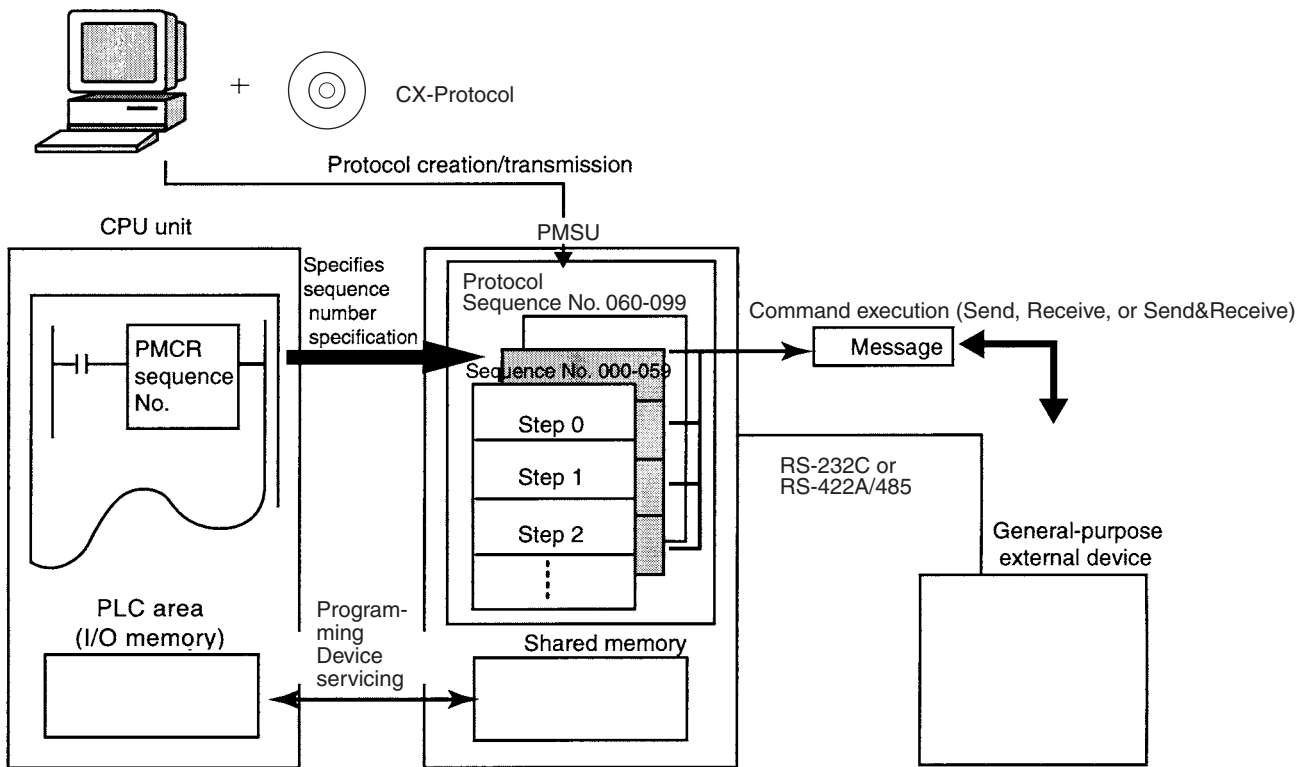 +
CX-Protocol
Protocol creation/transmission
CPU unit
PMSU
Specifies
sequence
number
specification
Protocol
Sequence No. 060-099
Command execution (Send, Receive, or Send&Receive)
Message
PMCR
sequence
No.
Sequence No. 000-059
Step 0
Step 1
Step 2
RS-232C or
RS-422A/485
General-purpose
external device
PLC area
(I/O memory)
Program-
ming
Device
servicing
Shared memory